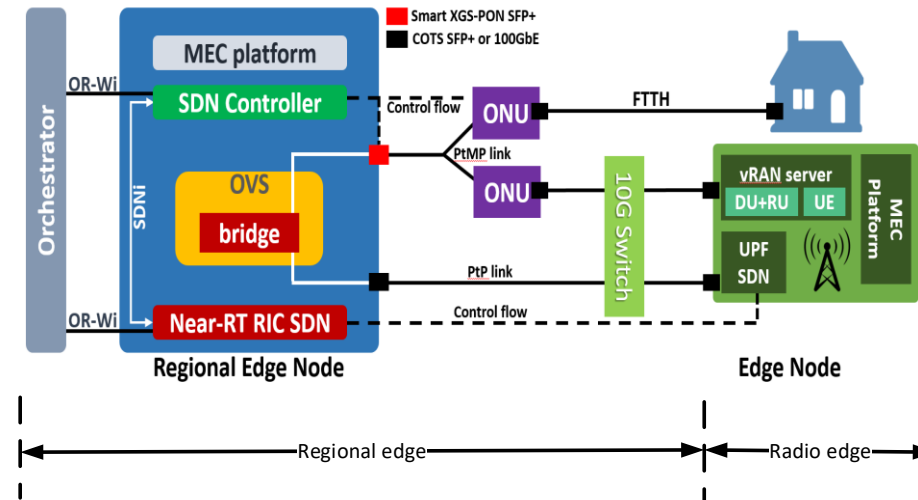 Smart XGS-PON SFP+
COTS SFP+ or 100GbE
MEC platform
OR-Wi
SDN Controller
Control flow
ONU
FTTH
PtMP link
ONU
Orchestrator
SDNi
OVS
bridge
10G Switch
vRAN server
DU+RU
UE
MEC
Platform
UPF
SDN
PtP link
OR-Wi
Near-RT RIC SDN
Control flow
Regional Edge Node
Edge Node
Regional edge
Radio edge